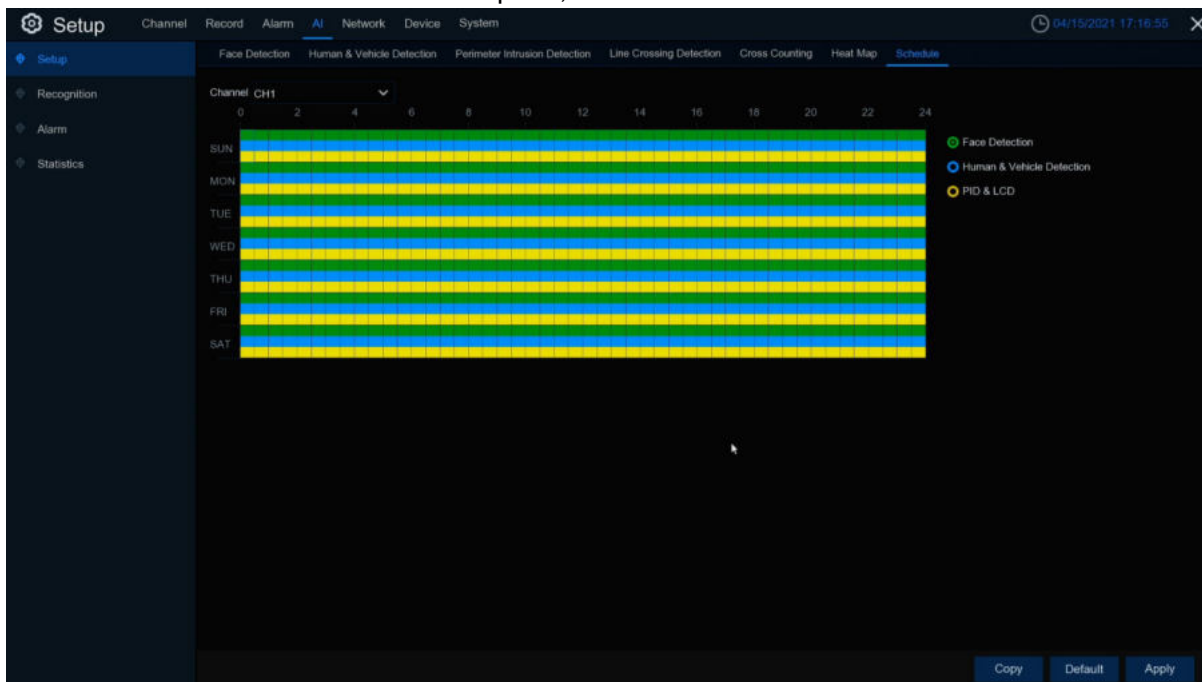 Setup Channel Record Alarm AI Network Device System 04/15/2021 17:16:55
Setup
Recognition
Alarm
Statistics
Face Detection Human & Vehicle Detection Perimeter Intrusion Detection Line Crossing Detection Cross Counting Heat Map Schedule
Channel CH1
0 2 4 6 8 10 12 14 16 18 20 22 24
SUN
MON
TUE
WED
THU
FRI
SAT
Face Detection
Human & Vehicle Detection
PID & LCD
Copy Default Apply